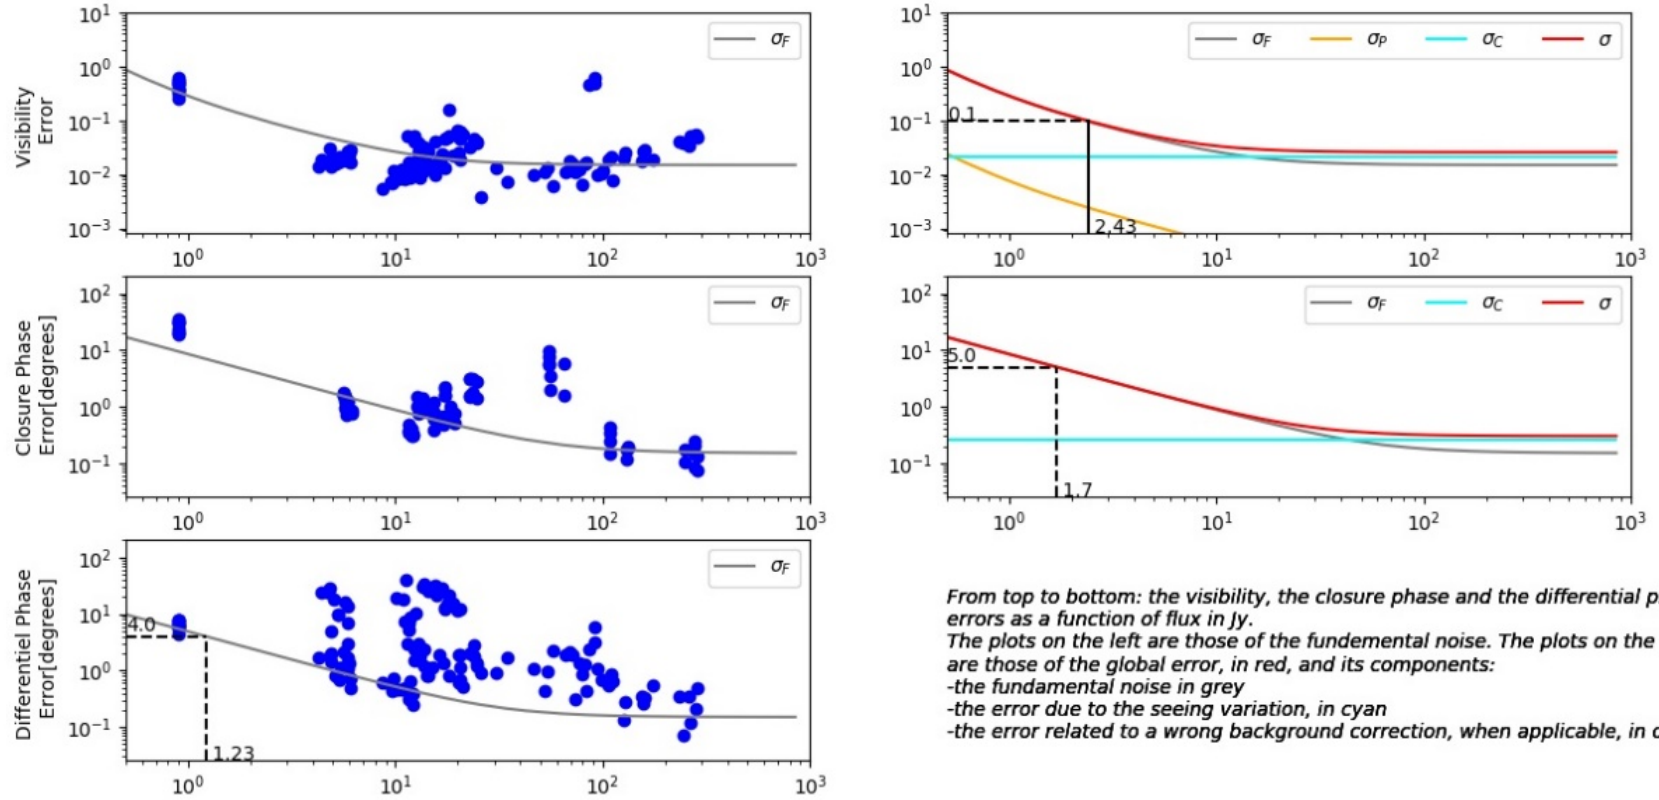 10^1 10^1
σ_F σ_F σ_P σ_C σ
10^0 10^0
Visibility
Error
10^-1 0.1 10^-1
10^-2 10^-2
10^-3 10^-3 2.43
10^0 10^1 10^2 10^3 10^0 10^1 10^2 10^3
10^2 σ_F 10^2 σ_F σ_C σ
Closure Phase
Error[degrees]
10^1 10^1 5.0
10^0 10^0
10^-1 10^-1
1.7
10^0 10^1 10^2 10^3 10^0 10^1 10^2 10^3
10^2 σ_F
Differentiel Phase
Error[degrees]
10^1
4.0
10^0
10^-1
1.23
10^0 10^1 10^2 10^3
From top to bottom: the visibility, the closure phase and the differential
errors as a function of flux in Jy.
The plots on the left are those of the fundemental noise. The plots on the
are those of the global error, in red, and its components:
-the fundamental noise in grey
-the error due to the seeing variation, in cyan
-the error related to a wrong background correction, when applicable, in